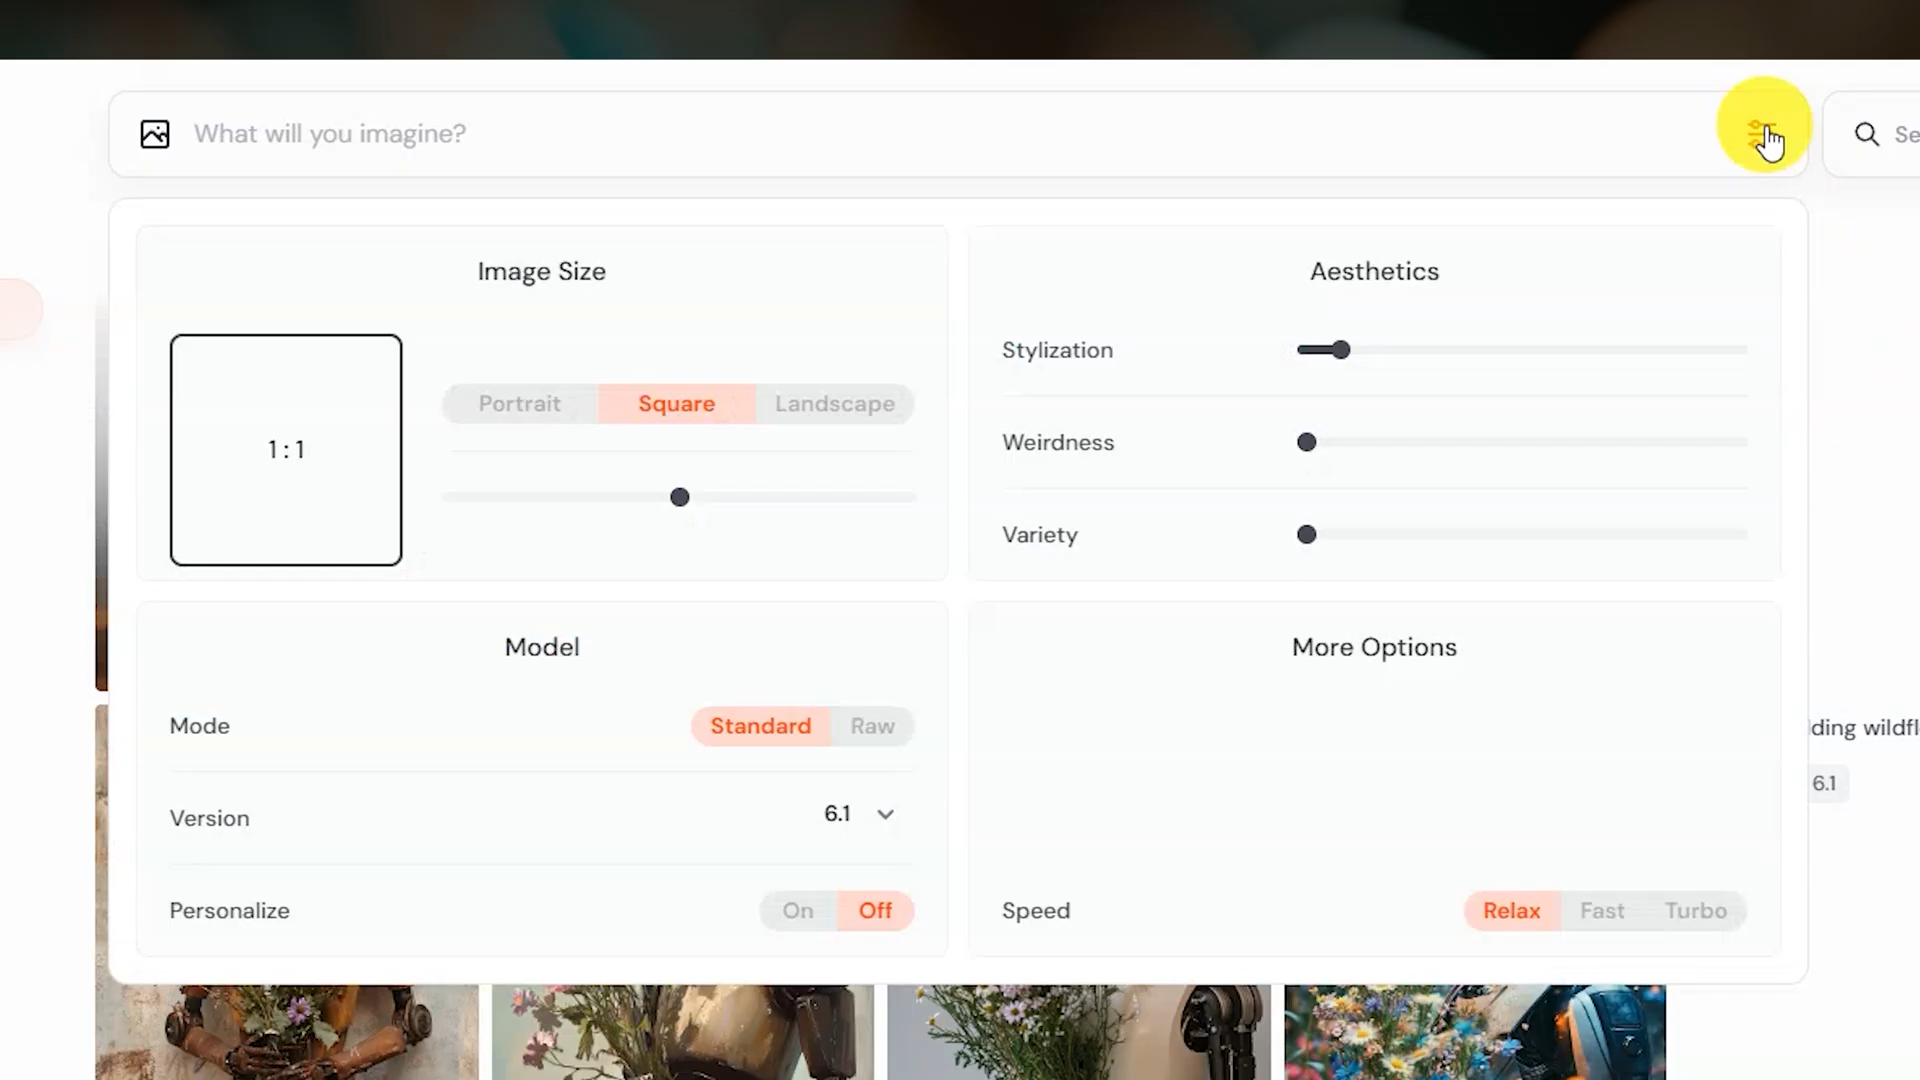 What will you imagine?
Se
Image Size
1 : 1
Portrait Square Landscape
Aesthetics
Stylization
Weirdness
Variety
Model
Mode Standard Raw
Version 6.1
Personalize On Off
More Options
Speed Relax Fast Turbo
lding wildfl
6.1